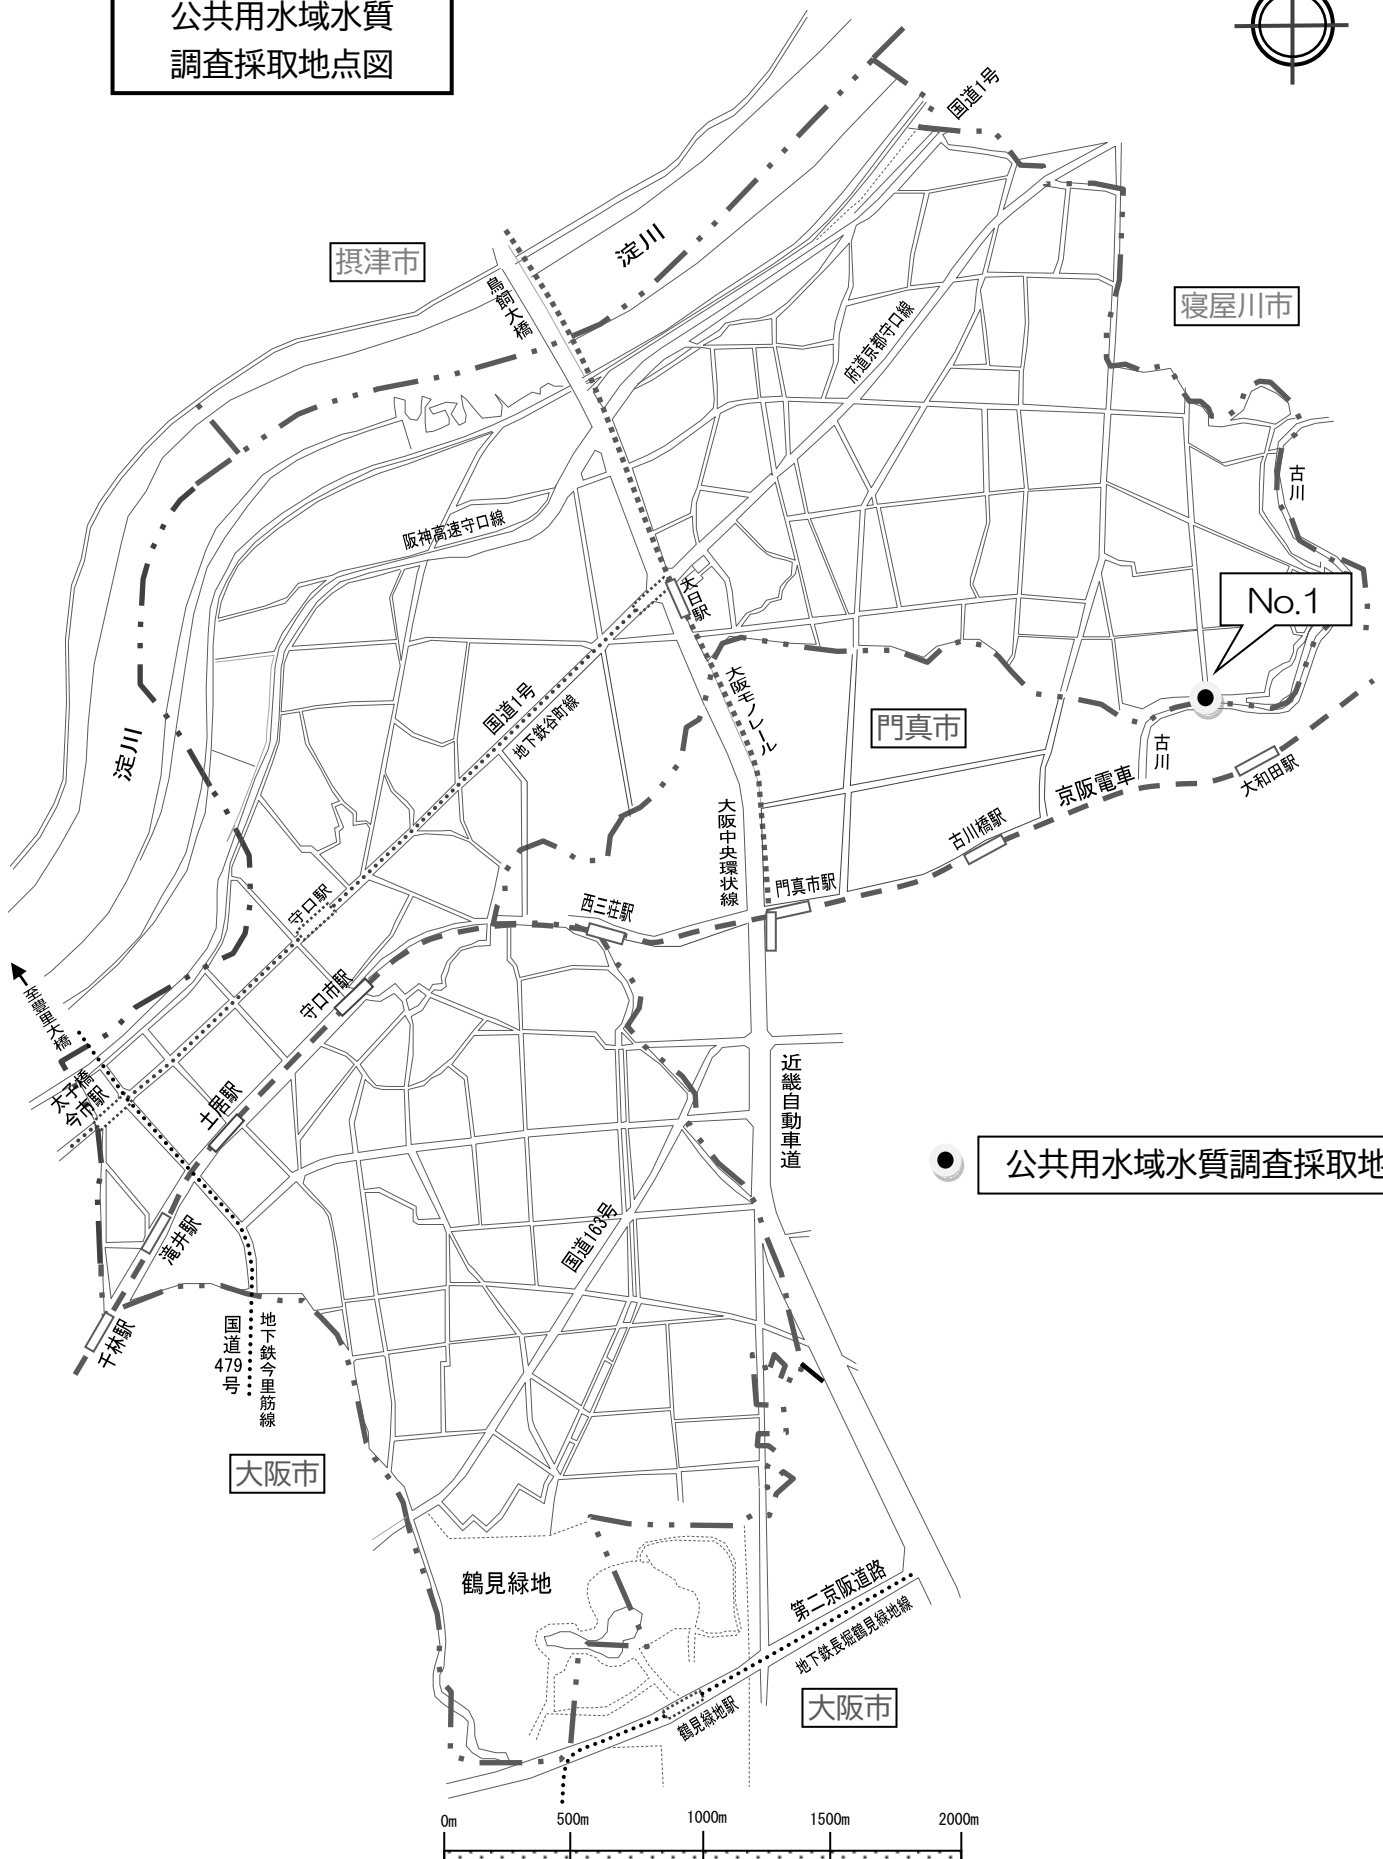 公共用水域水質
調査採取地点図
国道1号
淀川
摂津市
鳥飼大橋
寝屋川市
府道京都守口線
古川
阪神高速守口線
大日駅
No.1
大阪モノレール
国道1号
地下鉄谷町線
門真市
淀川
古川
京阪電車
大和田駅
大阪中央環状線
古川橋駅
門真市駅
守口駅
西三荘駅
守口市駅
至豊里大橋
太子橋
今市駅
土居駅
近畿自動車道
公共用水域水質調査採取地
滝井駅
国道163号
千林駅
国道
479
号
地下鉄今里筋線
大阪市
鶴見緑地
第二京阪道路
地下鉄長堀鶴見緑地線
鶴見緑地駅
大阪市
0m 500m 1000m 1500m 2000m